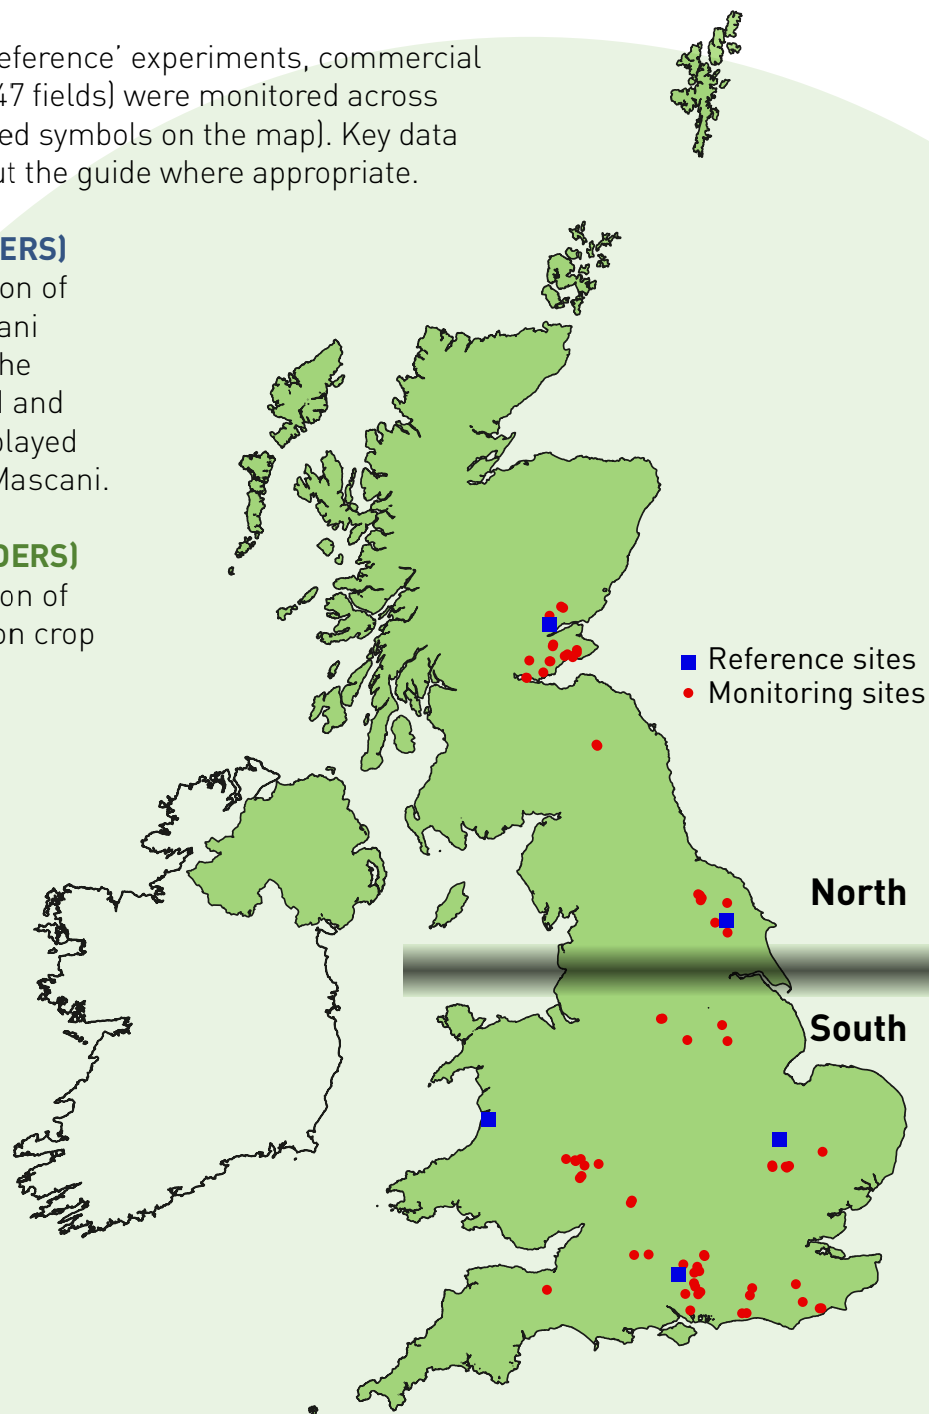 eference’ experiments, commercial
47 fields) were monitored across
ed symbols on the map). Key data
ut the guide where appropriate.
ERS)
on of
ani
he
d and
played
Mascani.
DERS)
on of
on crop
Reference sites
Monitoring sites
North
South